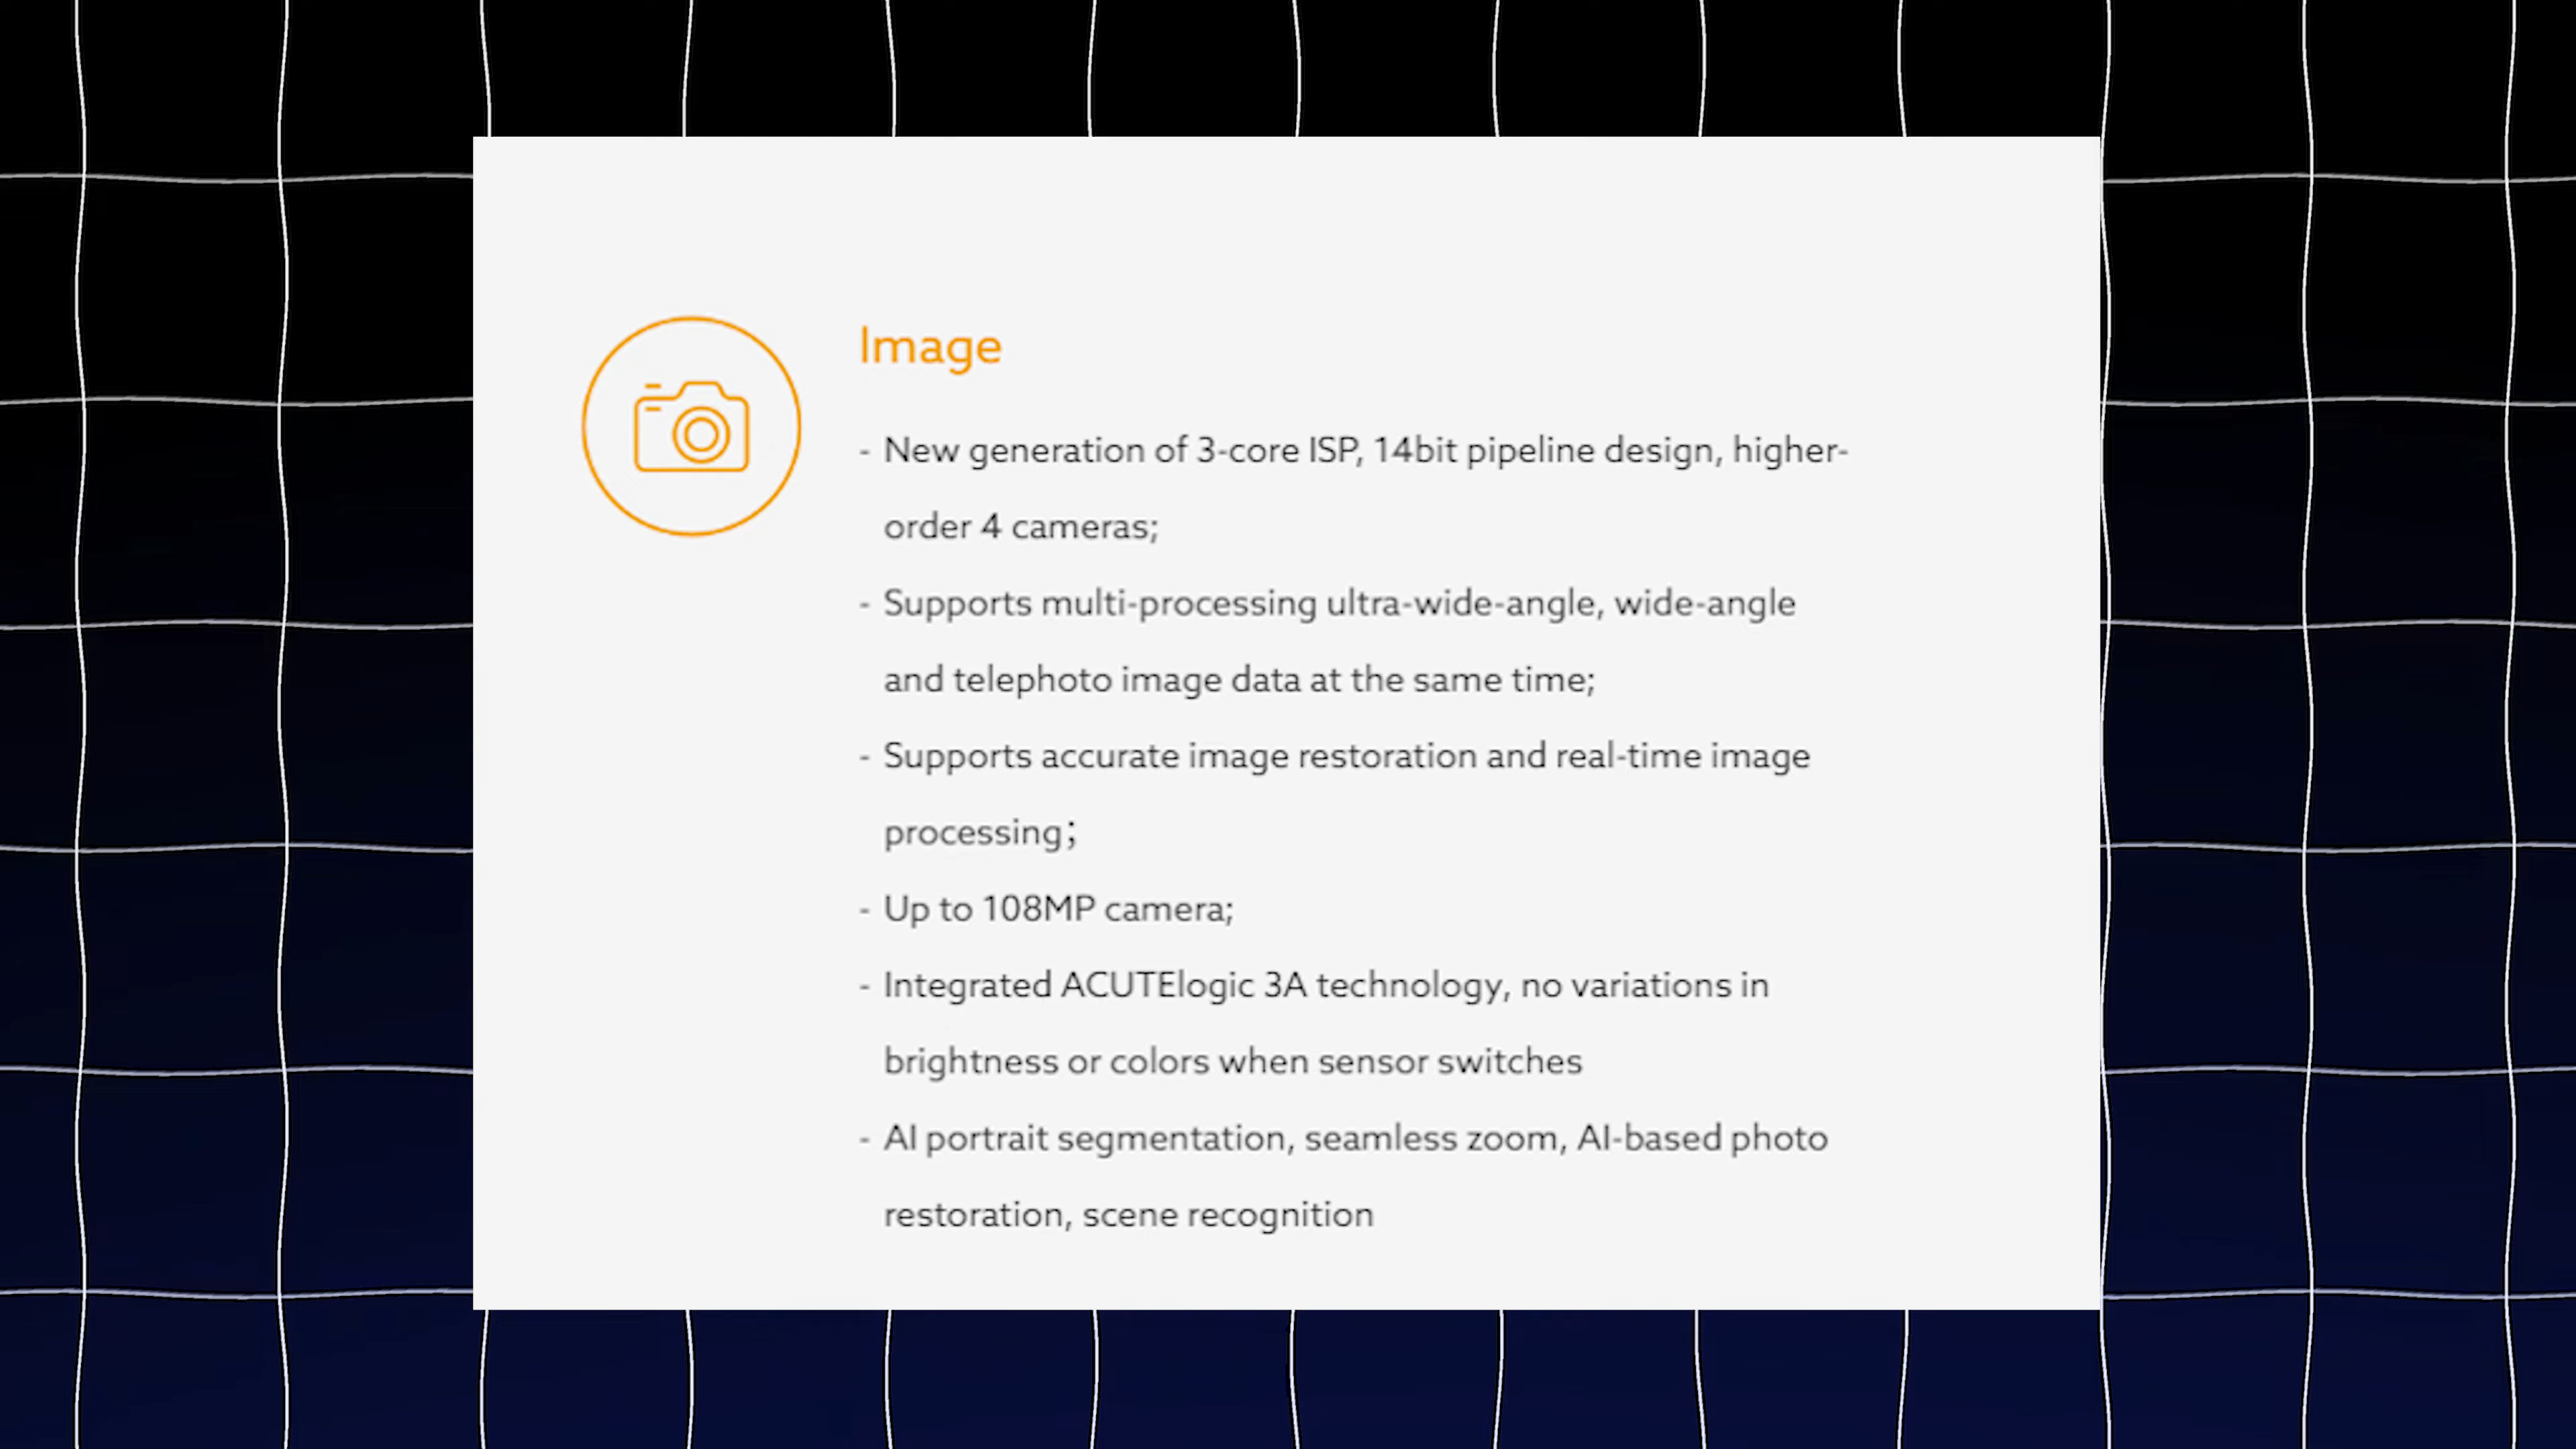 Image
- New generation of 3-core ISP, 14bit pipeline design, higher-
order 4 cameras;
- Supports multi-processing ultra-wide-angle, wide-angle
and telephoto image data at the same time;
- Supports accurate image restoration and real-time image
processing；
- Up to 108MP camera;
- Integrated ACUTElogic 3A technology, no variations in
brightness or colors when sensor switches
- AI portrait segmentation, seamless zoom, AI-based photo
restoration, scene recognition